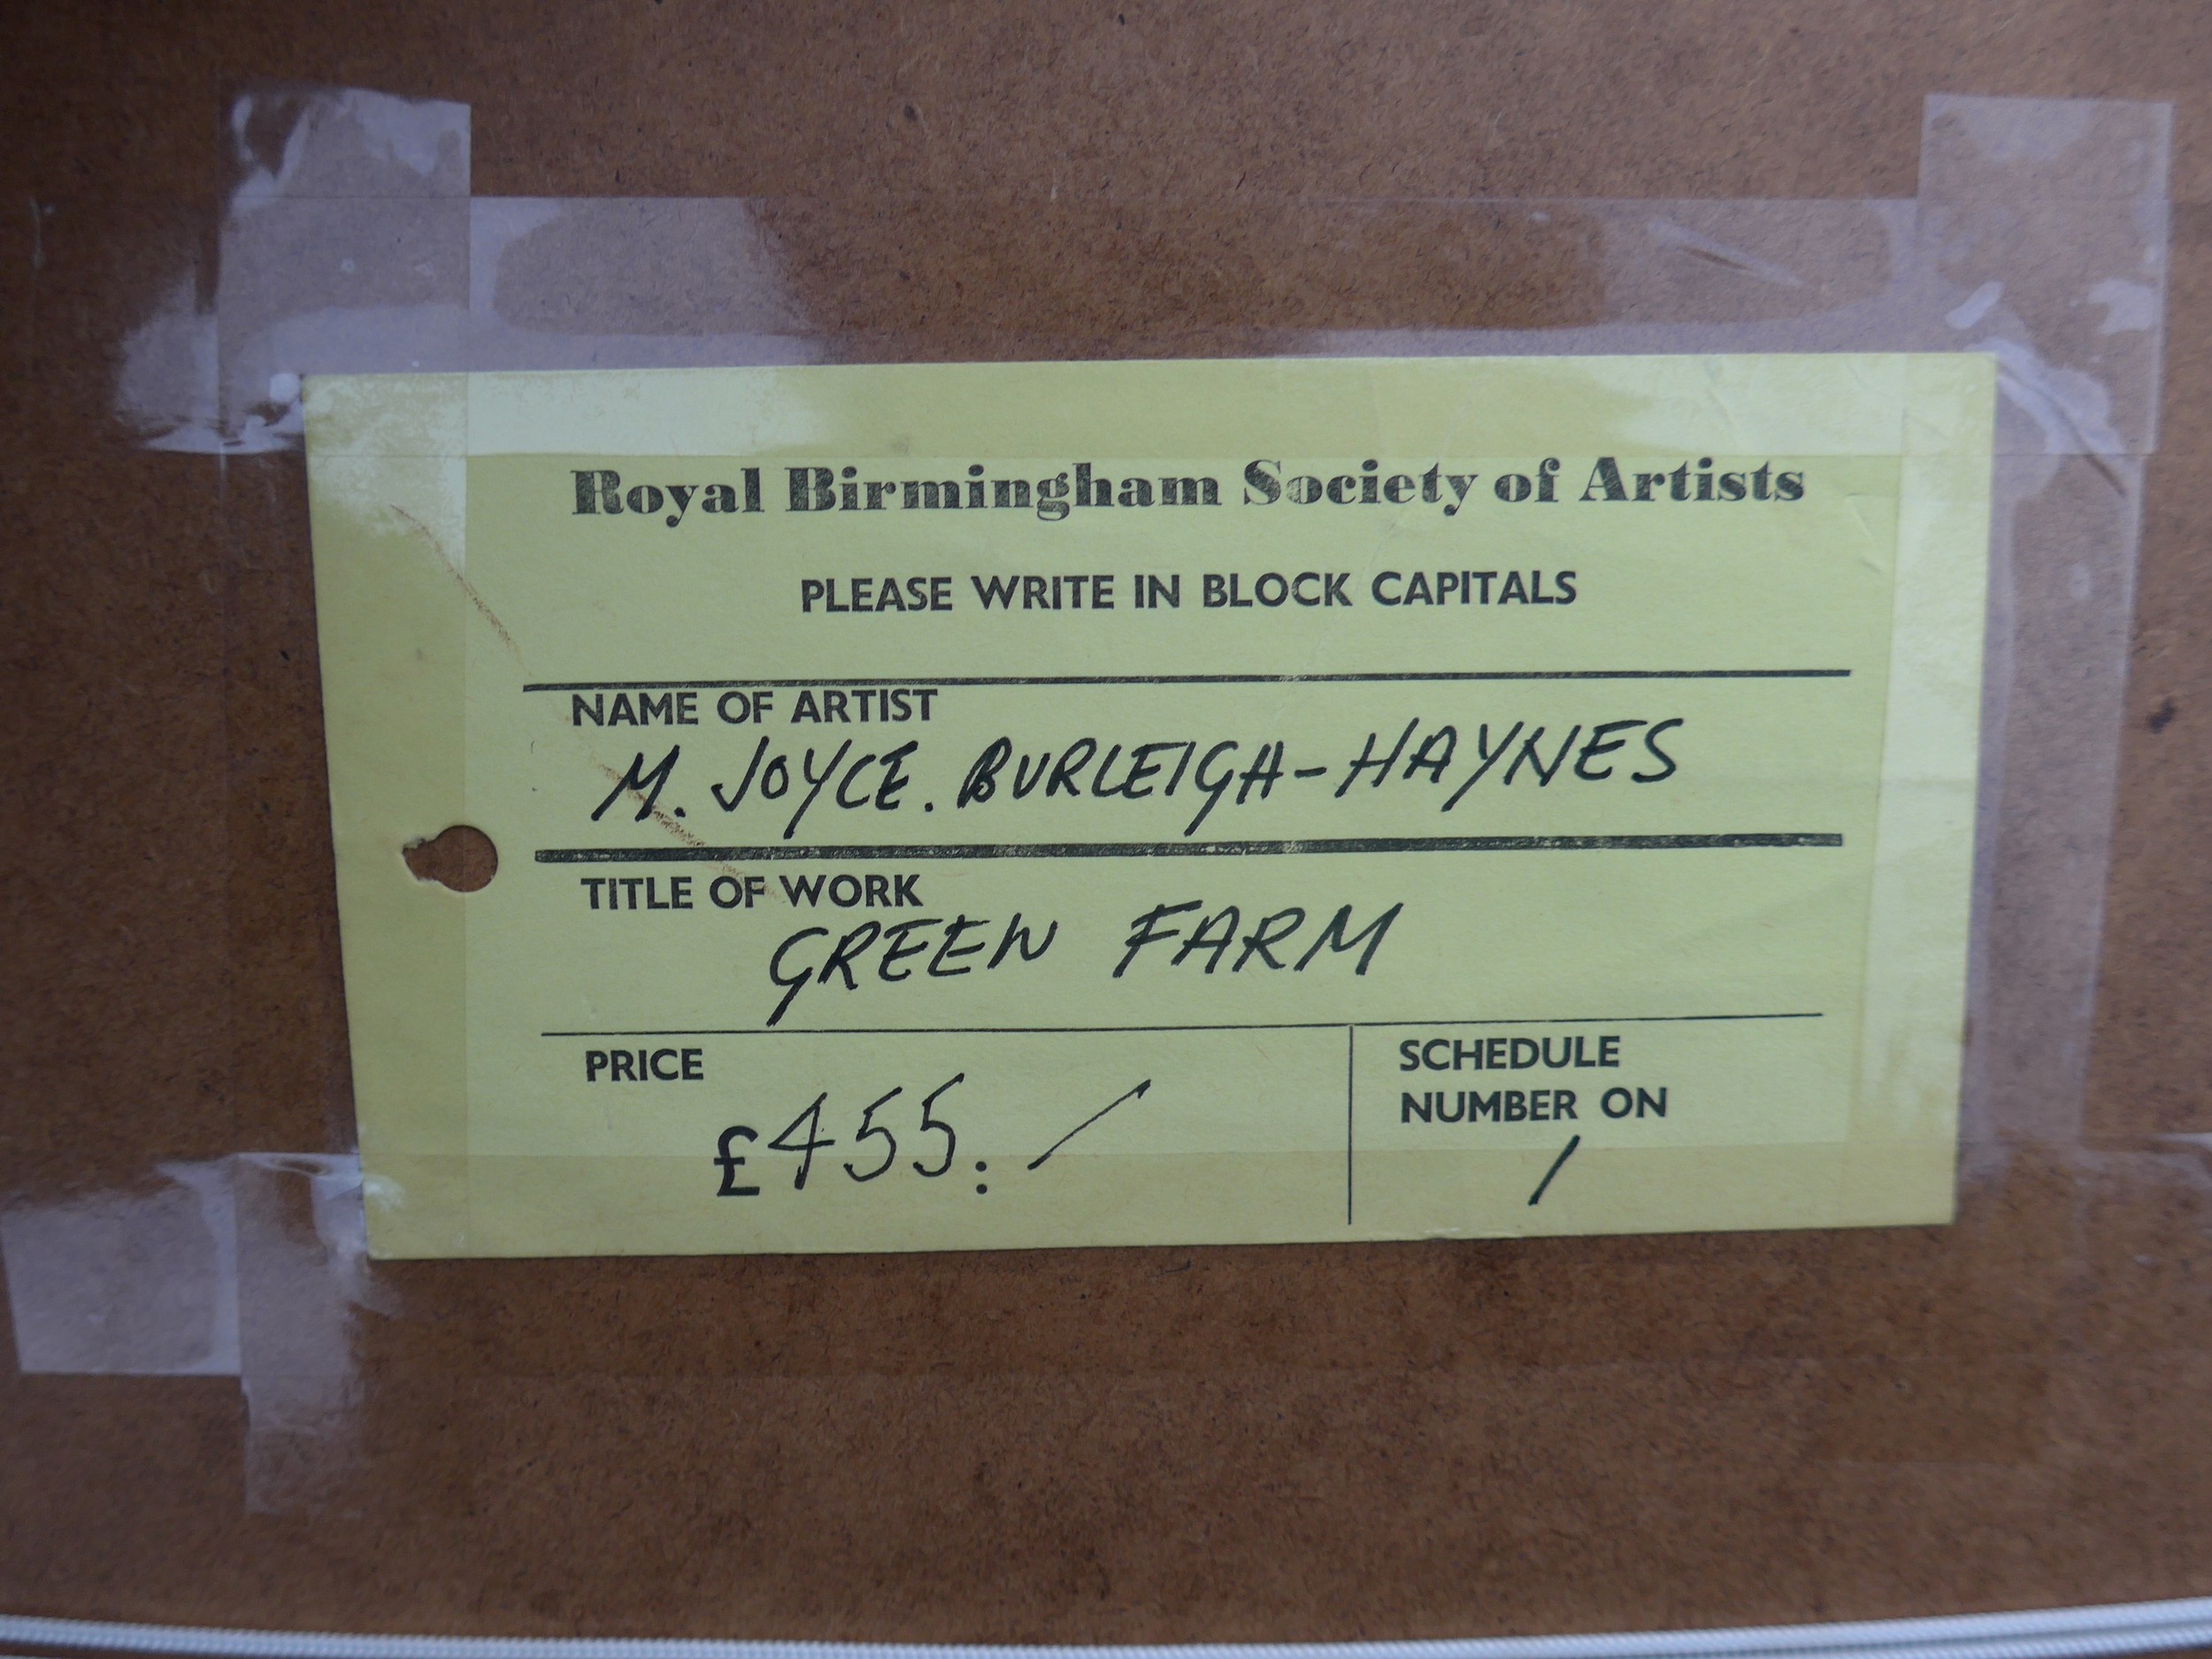 Royal Birmingham Society of Artists
PLEASE WRITE IN BLOCK CAPITALS
NAME OF ARTIST
M. JOYCE. BURLEIGH-HAYNES
TITLE OF WORK
GREEN FARM
PRICE
£455:/
SCHEDULE
NUMBER ON
1